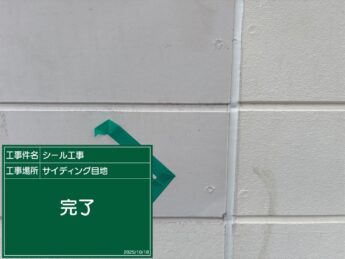 工事件名 シール工事
工事場所 サイディング目地
完了
2025/10/18